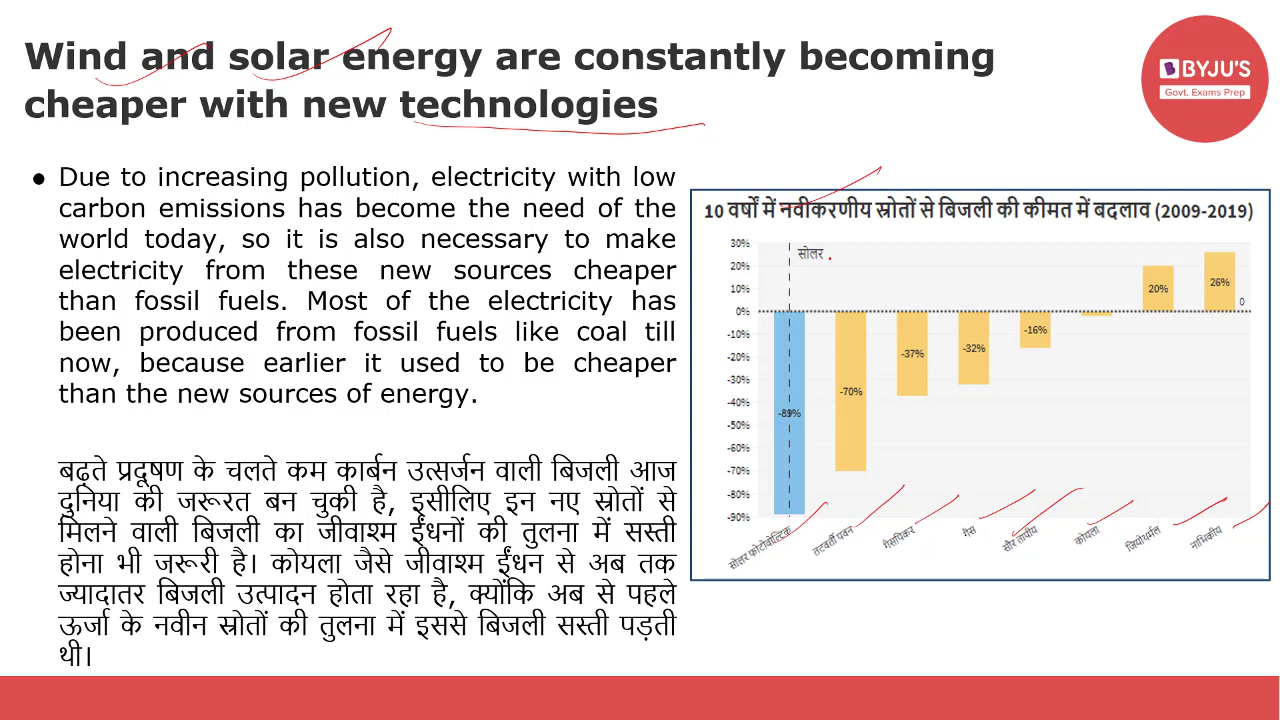 Wind and solar energy are constantly becoming
cheaper with new technologies
BYJU'S
Govt. Exams Prep
● Due to increasing pollution, electricity with low
carbon emissions has become the need of the
world today, so it is also necessary to make
electricity from these new sources cheaper
than fossil fuels. Most of the electricity has
been produced from fossil fuels like coal till
now, because earlier it used to be cheaper
than the new sources of energy.
बढ़ते प्रदूषण के चलते कम कार्बन उत्सर्जन वाली बिजली आज
दुनिया की जरूरत बन चुकी है, इसीलिए इन नए स्रोतों से
मिलने वाली बिजली का जीवाश्म ईंधनों की तुलना में सस्ती
होना भी जरूरी है। कोयला जैसे जीवाश्म ईंधन से अब तक
ज्यादातर बिजली उत्पादन होता रहा है, क्योंकि अब से पहले
ऊर्जा के नवीन स्रोतों की तुलना में इससे बिजली सस्ती पड़ती
थी।
10 वर्षों में नवीकरणीय स्रोतों से बिजली की कीमत में बदलाव (2009-2019)
30%
20%
10%
0%
-10%
-20%
-30%
-40%
-50%
-60%
-70%
-80%
-90%
सोलर
-89%
-70%
-37%
-32%
-16%
20%
26%
0
सोलर फोटोवोल्टिक
तटवर्ती पवन
गैसपिकर
गैस
सौर तापीय
कोयला
जियोथर्मल
नाभिकीय